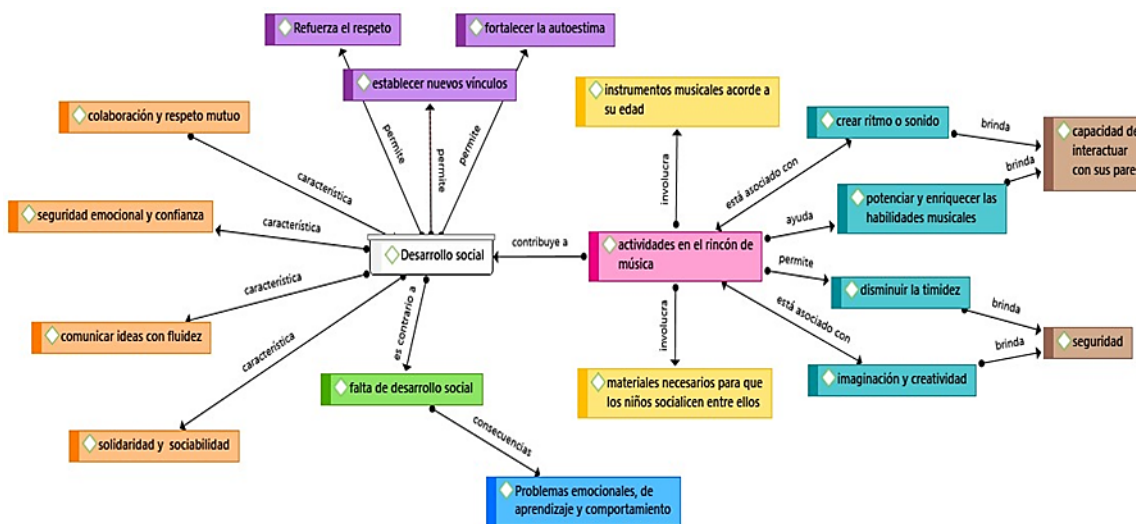 Refuerza el respeto
fortalecer la autoestima
establecer nuevos vínculos
instrumentos musicales acorde a
su edad
colaboración y respeto mutuo
crear ritmo o sonido
brinda
capacidad de
interactuar
con sus pare
permite
permite
permite
involucra
característica
está asociado con
brinda
potenciar y enriquecer las
habilidades musicales
ayuda
seguridad emocional y confianza
característica
Desarrollo social
contribuye a
actividades en el rincón de
música
permite
disminuir la timidez
característica
es contrario a
está asociado con
brinda
comunicar ideas con fluidez
característica
involucra
brinda
seguridad
falta de desarrollo social
materiales necesarios para que
los niños socialicen entre ellos
imaginación y creatividad
solidaridad y sociabilidad
consecuencias
Problemas emocionales, de
aprendizaje y comportamiento